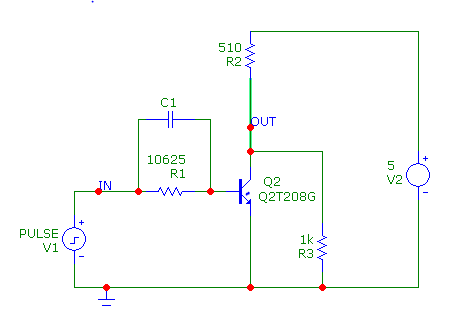 510
R2
OUT
C1
10625
R1
IN
Q2
Q2T208G
5
V2
PULSE
V1
1k
R3